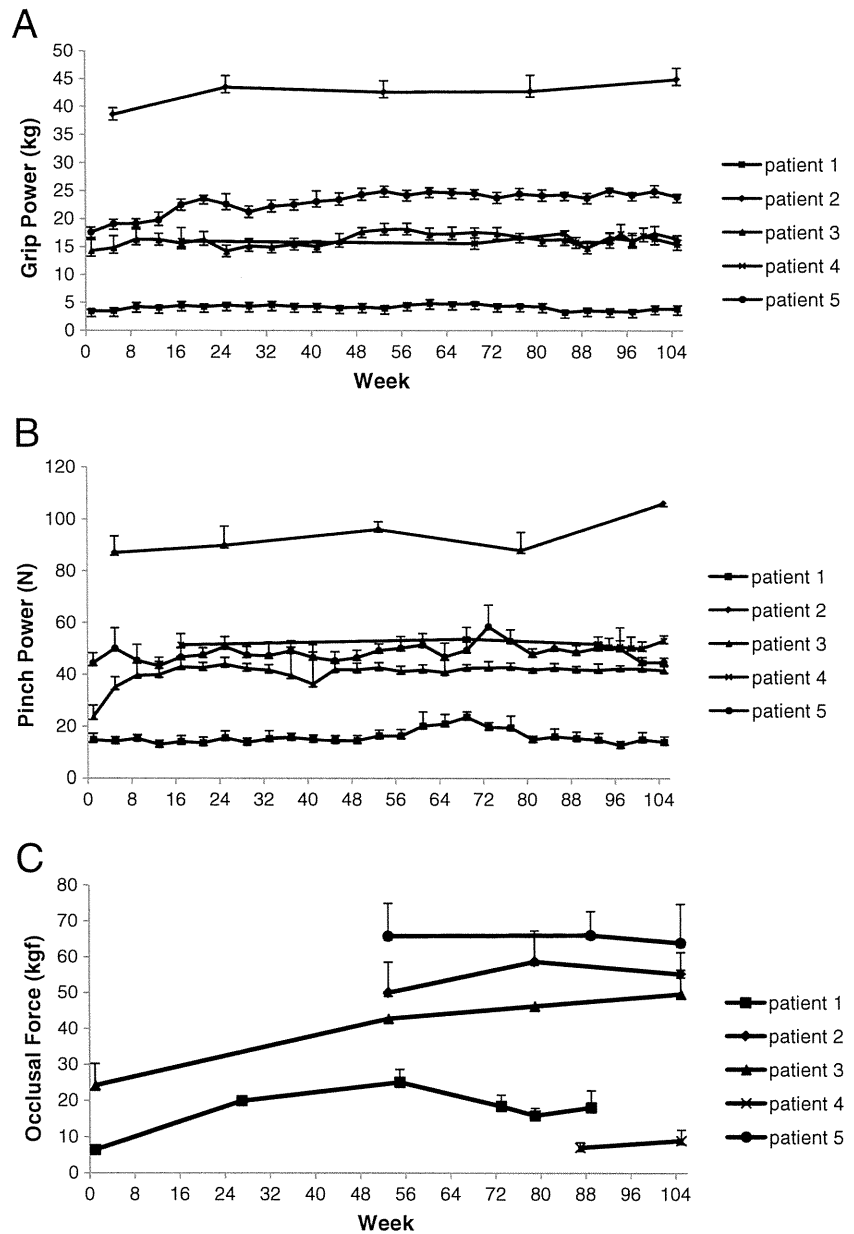 A
50
45
40
35
30
25
20
15
10
5
0
Grip Power (kg)
0 8 16 24 32 40 48 56 64 72 80 88 96 104
Week
patient 1
patient 2
patient 3
patient 4
patient 5
B
120
100
80
60
40
20
0
Pinch Power (N)
0 8 16 24 32 40 48 56 64 72 80 88 96 104
patient 1
patient 2
patient 3
patient 4
patient 5
C
80
70
60
50
40
30
20
10
0
Occlusal Force (kgf)
0 8 16 24 32 40 48 56 64 72 80 88 96 104
Week
patient 1
patient 2
patient 3
patient 4
patient 5